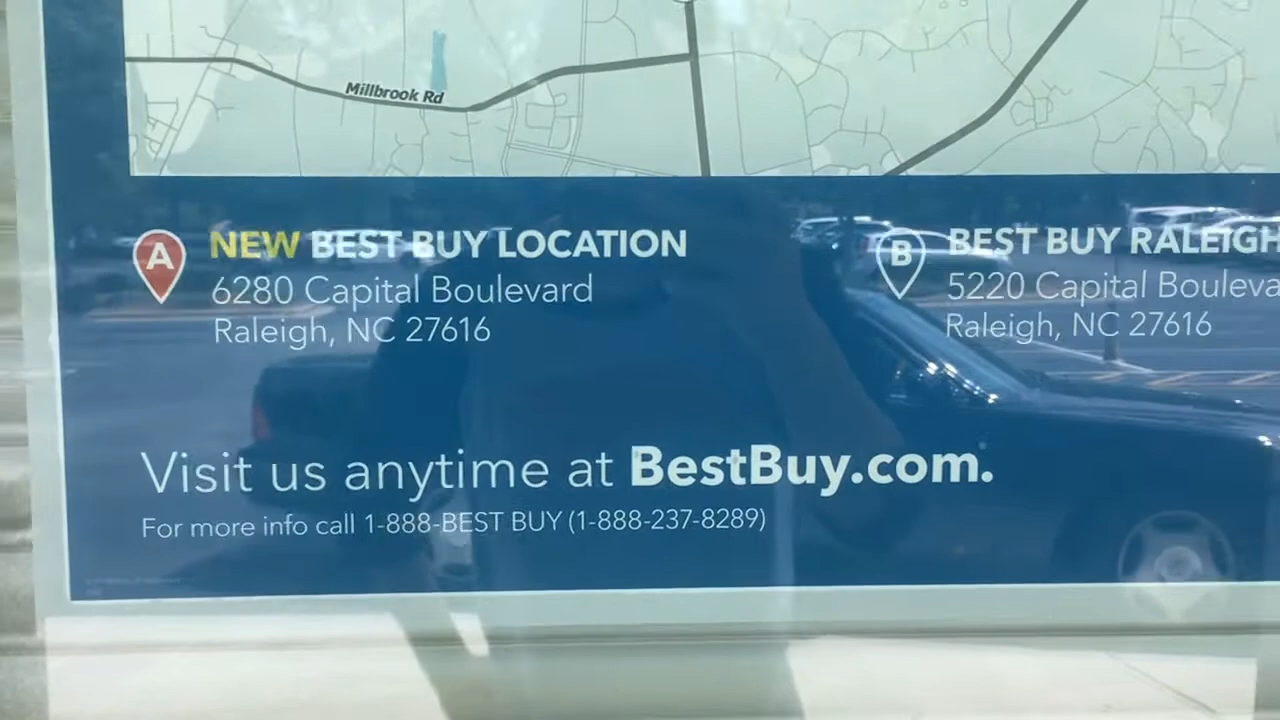 Millbrook Rd
A
NEW BEST BUY LOCATION
6280 Capital Boulevard
Raleigh, NC 27616
B
BEST BUY RALEIGH
5220 Capital Bouleva
Raleigh, NC 27616
Visit us anytime at BestBuy.com.
For more info call 1-888-BEST BUY (1-888-237-8289)